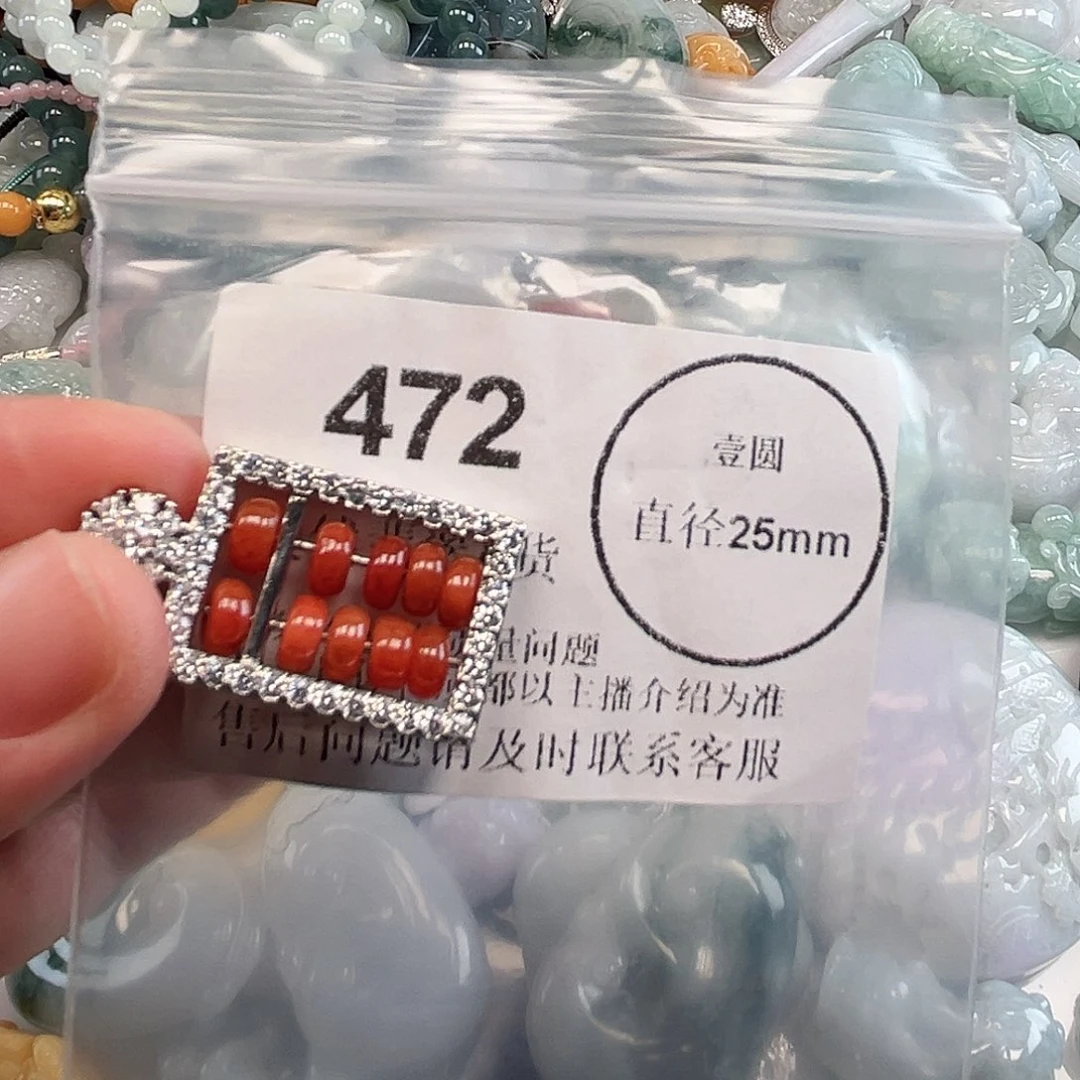 472
壹圆
直径25mm
货
量问题
都以主播介绍为准
售后问题请及时联系客服